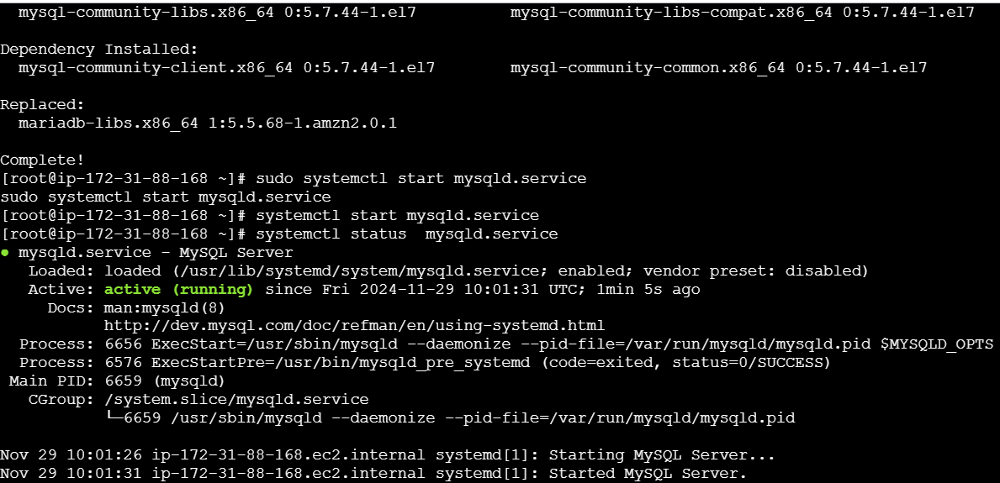 mysql-community-libs.x86_64 0:5.7.44-1.el7          mysql-community-libs-compat.x86_64 0:5.7.44-1.el7
Dependency Installed:
  mysql-community-client.x86_64 0:5.7.44-1.el7        mysql-community-common.x86_64 0:5.7.44-1.el7
Replaced:
  mariadb-libs.x86_64 1:5.5.68-1.amzn2.0.1
Complete!
[root@ip-172-31-88-168 ~]# sudo systemctl start mysqld.service
sudo systemctl start mysqld.service
[root@ip-172-31-88-168 ~]# systemctl start mysqld.service
[root@ip-172-31-88-168 ~]# systemctl status  mysqld.service
● mysqld.service - MySQL Server
   Loaded: loaded (/usr/lib/systemd/system/mysqld.service; enabled; vendor preset: disabled)
   Active: active (running) since Fri 2024-11-29 10:01:31 UTC; 1min 5s ago
     Docs: man:mysqld(8)
           http://dev.mysql.com/doc/refman/en/using-systemd.html
  Process: 6656 ExecStart=/usr/sbin/mysqld --daemonize --pid-file=/var/run/mysqld/mysqld.pid $MYSQLD_OPTS
  Process: 6576 ExecStartPre=/usr/bin/mysqld_pre_systemd (code=exited, status=0/SUCCESS)
 Main PID: 6659 (mysqld)
   CGroup: /system.slice/mysqld.service
           └─6659 /usr/sbin/mysqld --daemonize --pid-file=/var/run/mysqld/mysqld.pid
Nov 29 10:01:26 ip-172-31-88-168.ec2.internal systemd[1]: Starting MySQL Server...
Nov 29 10:01:31 ip-172-31-88-168.ec2.internal systemd[1]: Started MySQL Server.